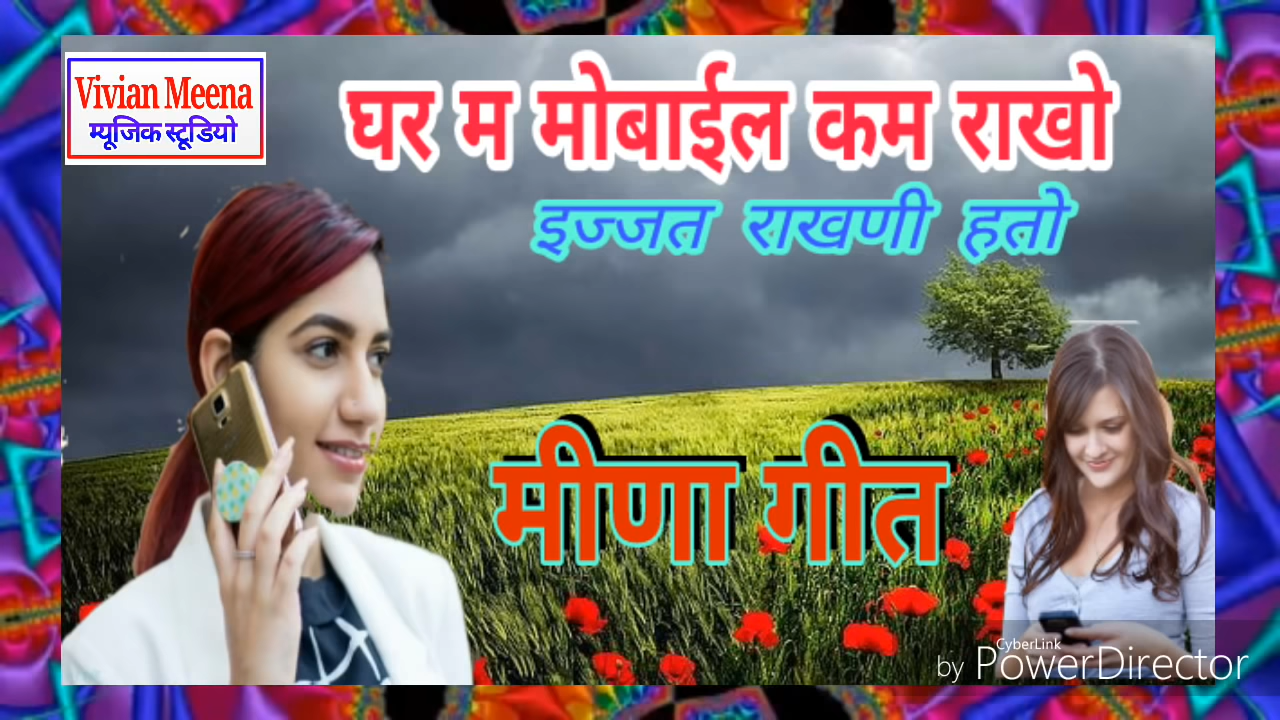 Vivian Meena
म्यूजिक स्टूडियो
घर म मोबाईल कम राखो
इज्जत राखणी हतो
मीणा गीत
CyberLink
by PowerDirector